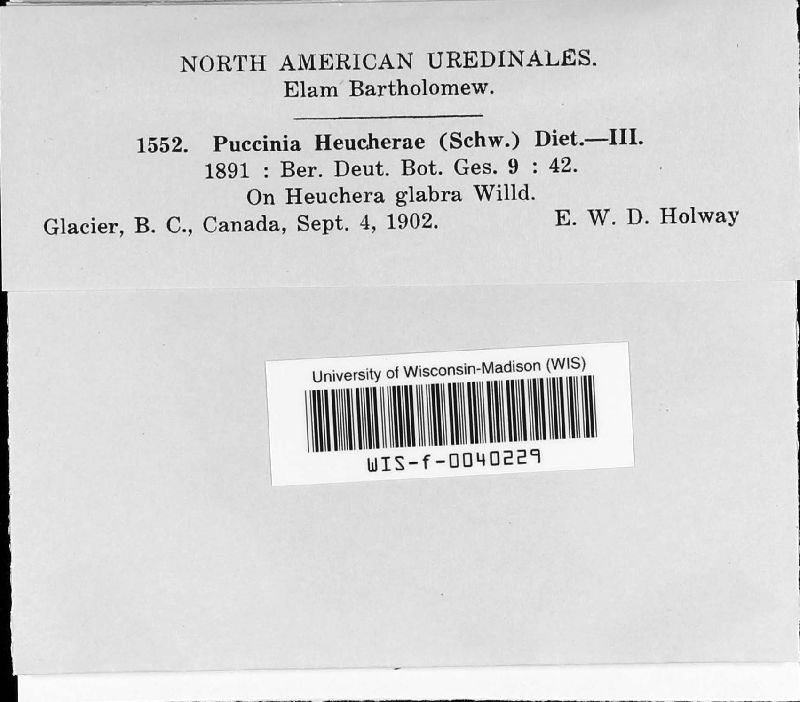 NORTH AMERICAN UREDINALES.
Elam Bartholomew.
1552. Puccinia Heucherae (Schw.) Diet.—III.
1891 : Ber. Deut. Bot. Ges. 9 : 42.
On Heuchera glabra Willd.
Glacier, B. C., Canada, Sept. 4, 1902. E. W. D. Holway
University of Wisconsin-Madison (WIS)
WIS-f-0040229